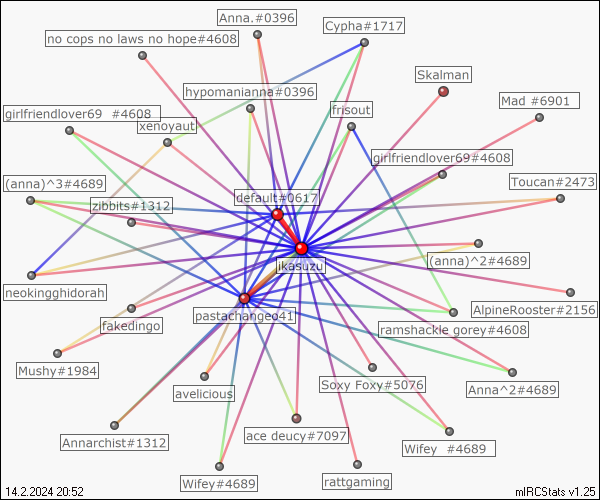 Anna.#0396
Cypha#1717
no cops no laws no hope#4608
Skalman
hypomanianna#0396
Mad #6901
frisout
girlfriendlover69 #4608
xenoyaut
girlfriendlover69#4608
(anna)^3#4689
Toucan#2473
default#0617
zibbits#1312
(anna)^2#4689
ikasuzu
neokingghidorah
AlpineRooster#2156
pastachangeo41
fakedingo
ramshackle gorey#4608
Mushy#1984
Soxy Foxy#5076
Anna^2#4689
avelicious
Annarchist#1312
ace deucy#7097
Wifey #4689
Wifey#4689
rattgaming
14.2.2024 20:52
mIRCStats v1.25